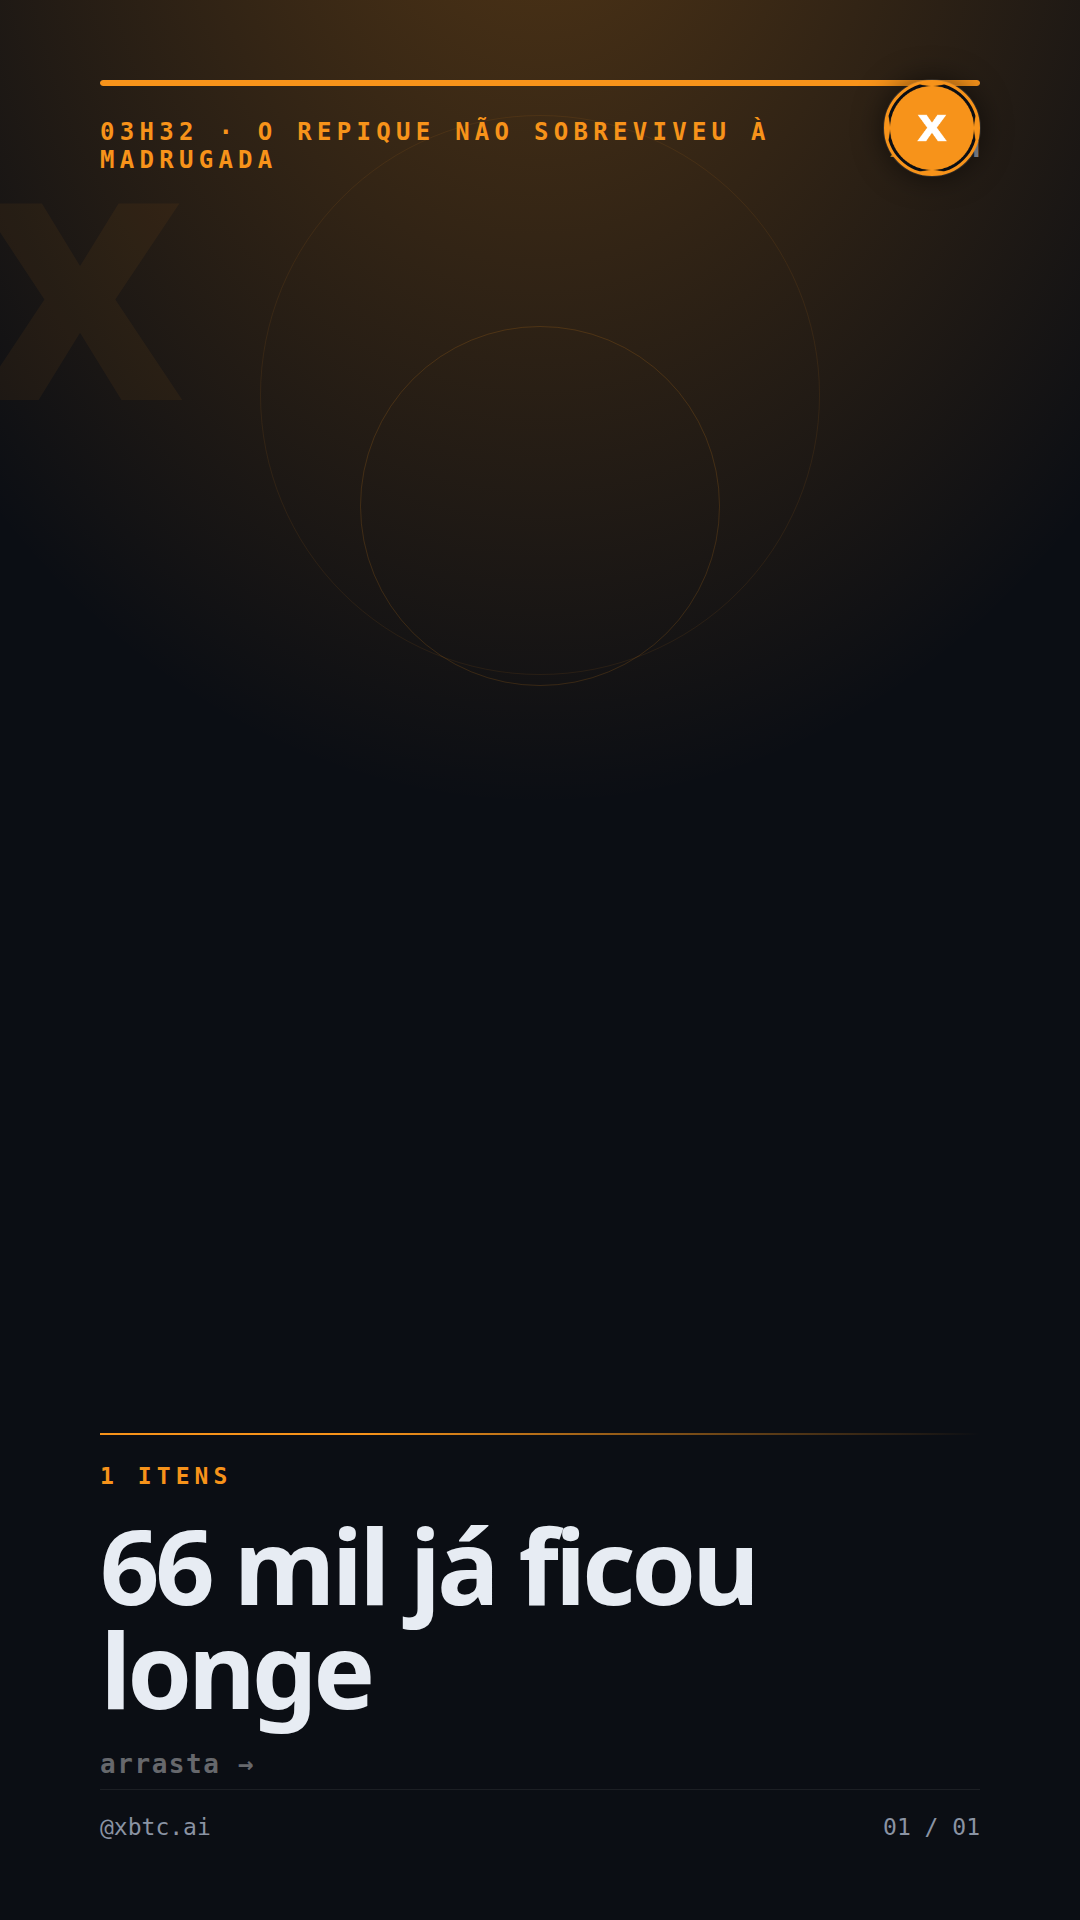 03H32 · O REPIQUE NÃO SOBREVIVEU À
MADRUGADA
X
X
1 ITENS
66 mil já ficou
longe
arrasta →
@xbtc.ai
01 / 01